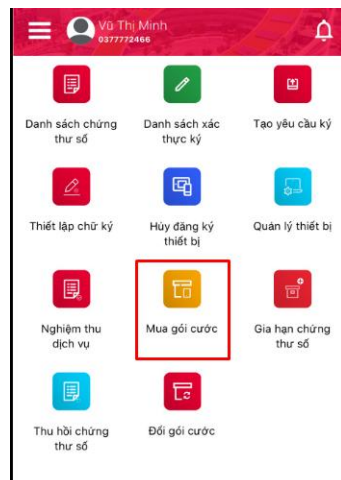 Vũ Thị Minh
0377772466
Danh sách chứng
thư số
Danh sách xác
thực ký
Tạo yêu cầu ký
Thiết lập chữ ký
Hủy đăng ký
thiết bị
Quản lý thiết bị
Nghiệm thu
dịch vụ
Mua gói cước
Gia hạn chứng
thư số
Thu hồi chứng
thư số
Đổi gói cước